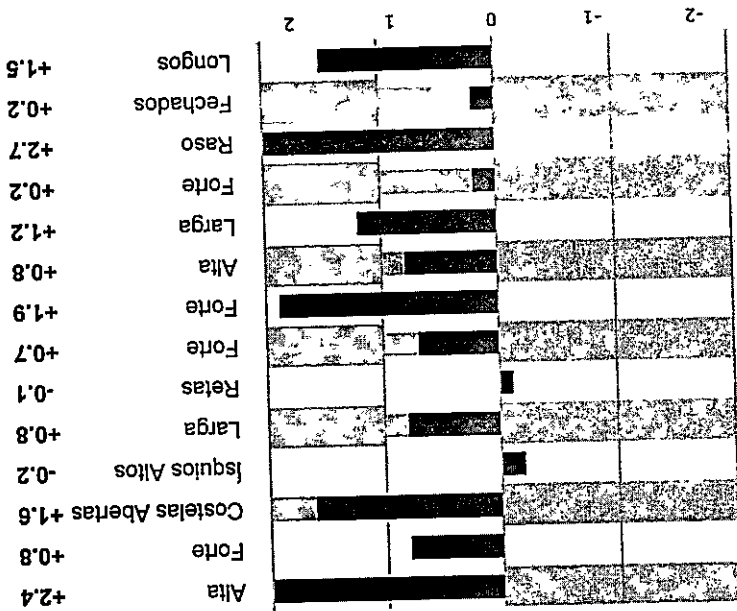 Alta +2.4
Forte +0.8
Costelas Abertas +1.6
Ísquios Altos -0.2
Larga +0.8
Retas -0.1
Forte +0.7
Forte +1.9
Alta +0.8
Larga +1.2
Forte +0.2
Raso +2.7
Fechados +0.2
Longos +1.5
-2 -1 0 1 2